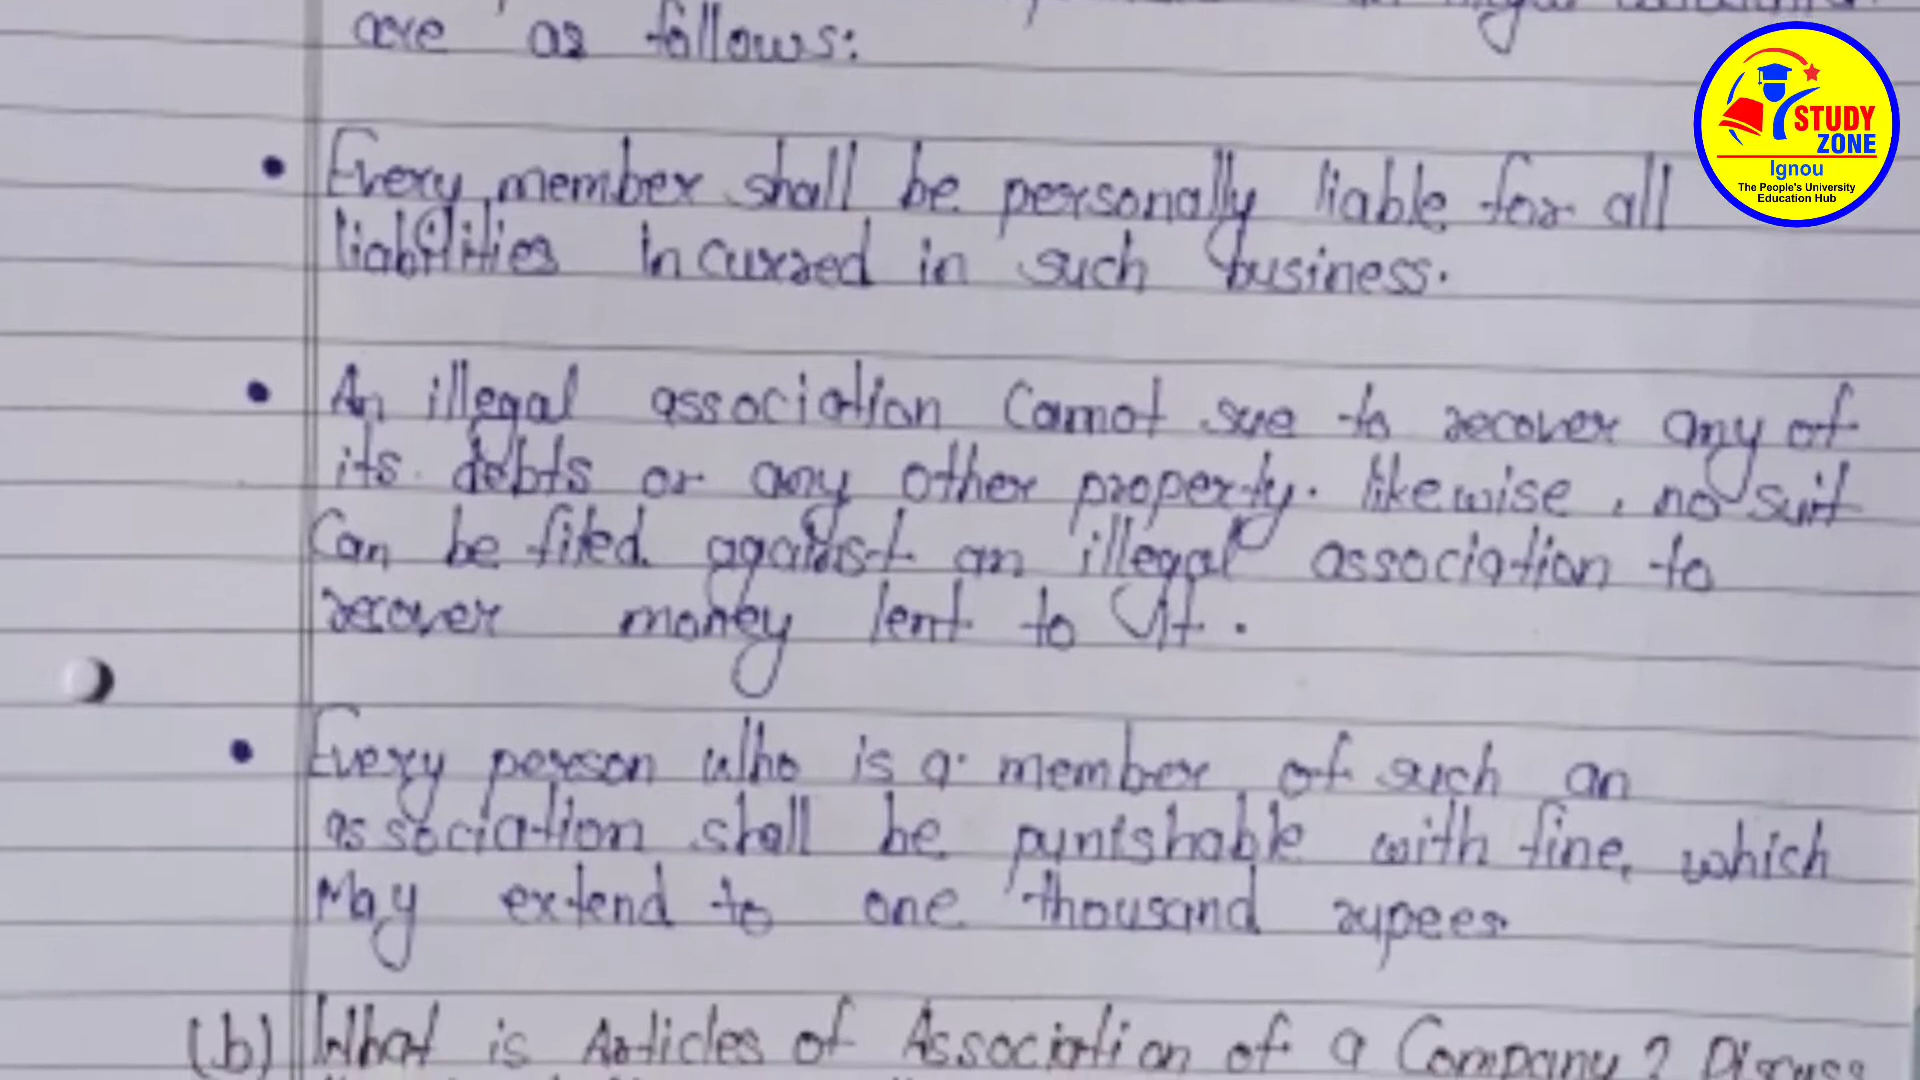 are as follows:
• Every member shall be personally liable for all
liabilities incurred in such business.
• An illegal association Cannot sue to recover any of
its debts or any other property. likewise, no suit
Can be filed against an illegal association to
recover money lent to it.
• Every person who is a member of such an
association shall be punishable with fine, which
May extend to one thousand rupees
(b) What is Articles of Association of a Company? Discuss
STUDY
ZONE
Ignou
The People's University
Education Hub